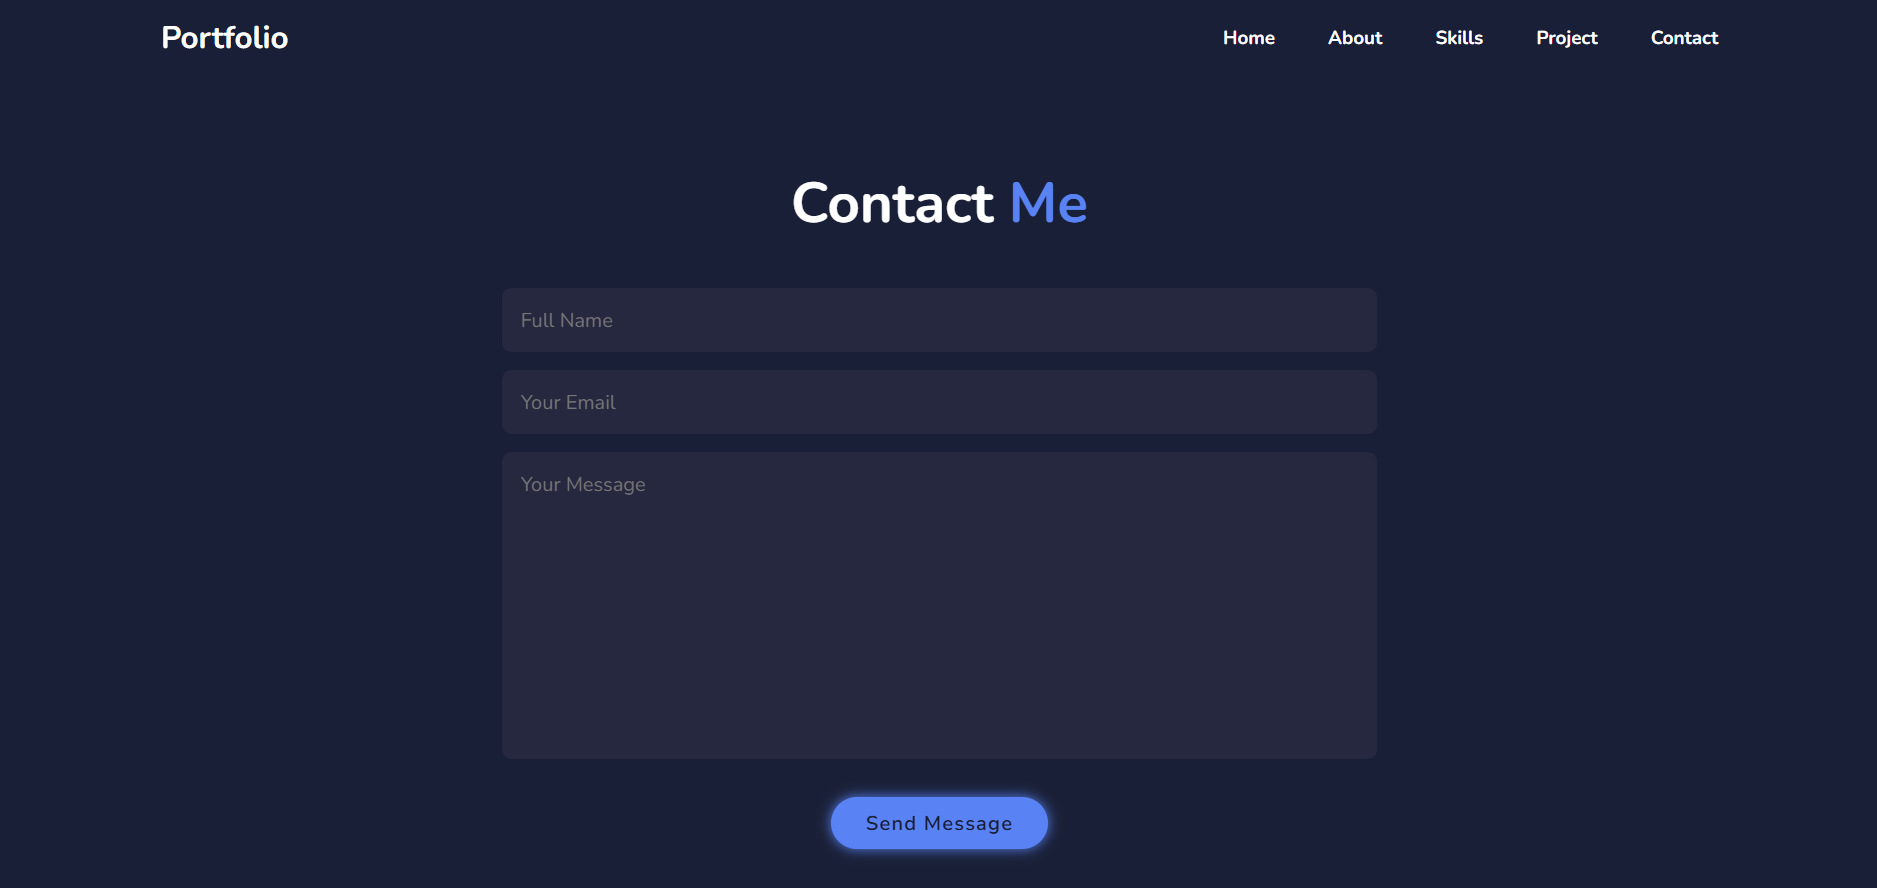 Portfolio Home About Skills Project Contact
Contact Me
Full Name
Your Email
Your Message
Send Message